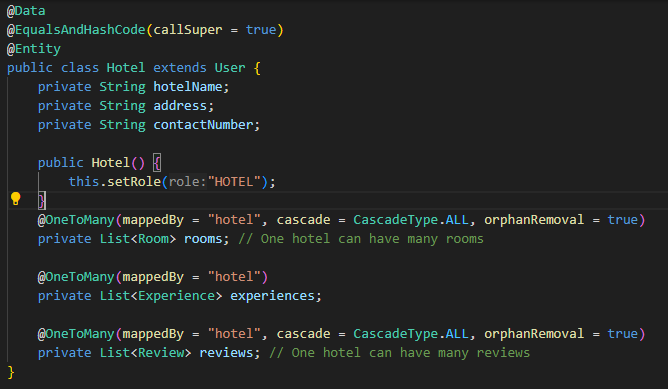 @Data
@EqualsAndHashCode(callSuper = true)
@Entity
public class Hotel extends User {
    private String hotelName;
    private String address;
    private String contactNumber;

    public Hotel() {
        this.setRole(role:"HOTEL");
    }
    @OneToMany(mappedBy = "hotel", cascade = CascadeType.ALL, orphanRemoval = true)
    private List<Room> rooms; // One hotel can have many rooms

    @OneToMany(mappedBy = "hotel")
    private List<Experience> experiences;

    @OneToMany(mappedBy = "hotel", cascade = CascadeType.ALL, orphanRemoval = true)
    private List<Review> reviews; // One hotel can have many reviews
}